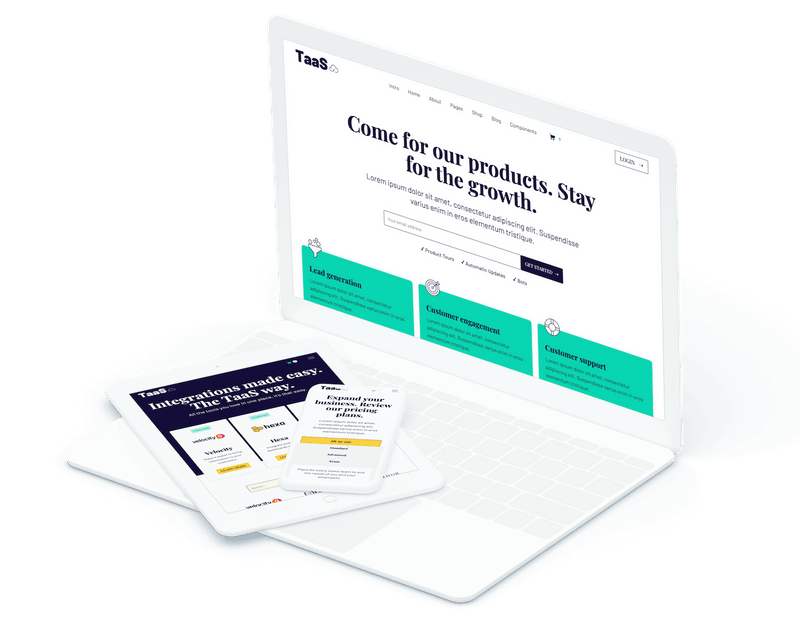 TaaS
Intro Home About Pages Shop Blog Components
LOGIN →
Come for our products. Stay
for the growth.
Lorem ipsum dolor sit amet, consectetur adipiscing elit. Suspendisse
varius enim in eros elementum tristique.
Your email address
GET STARTED →
✓ Product Tours ✓ Automatic Updates ✓ Bots
Lead generation
Lorem ipsum dolor sit amet, consectetur
adipiscing elit. Suspendisse varius enim in eros
elementum tristique.
Customer engagement
Lorem ipsum dolor sit amet, consectetur
adipiscing elit. Suspendisse varius enim in eros
elementum tristique.
Customer support
Lorem ipsum dolor sit amet, consectetur
adipiscing elit. Suspendisse varius enim in eros
elementum tristique.
TaaS
Integrations made easy.
The TaaS way.
All the tools you love in one place. It's that easy.
velocity
Velocity
hexa
Hexa
velocity
TaaS
Expand your
business. Review
our pricing
plans.
Lorem ipsum dolor sit amet, consectetur
adipiscing elit.
Suspendisse varius enim in eros
elementum tristique.
Standard
Advanced